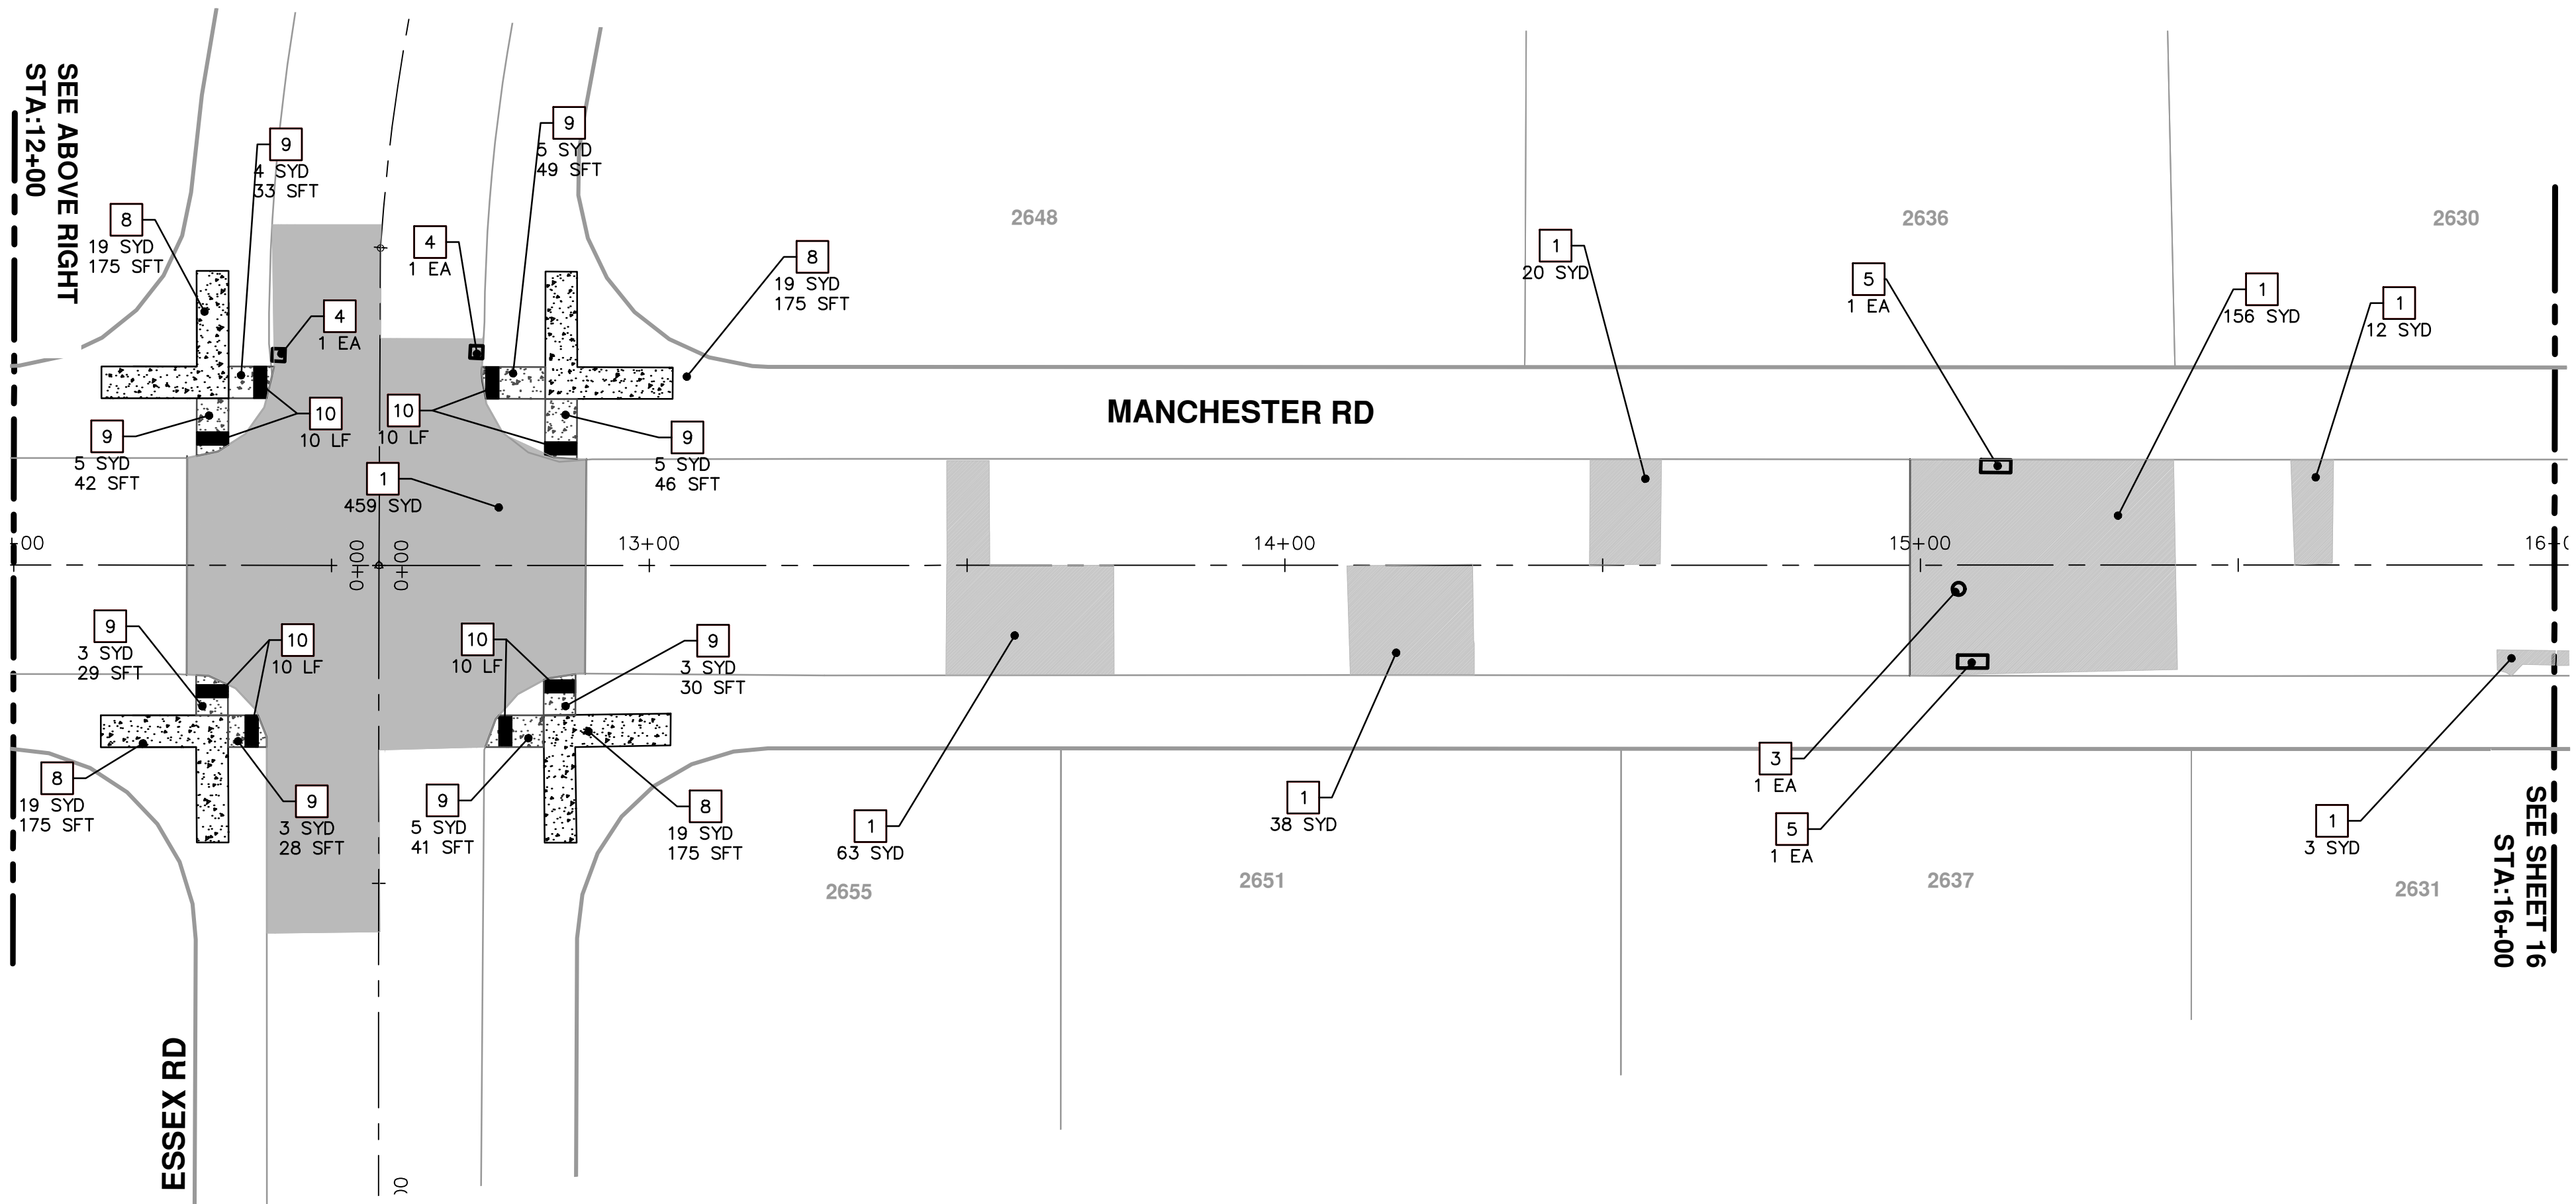 SEE ABOVE RIGHT
STA:12+00
9
4 SYD
33 SFT
9
5 SYD
49 SFT
8
19 SYD
175 SFT
4
1 EA
4
1 EA
8
19 SYD
175 SFT
2648
2636
2630
1
20 SYD
5
1 EA
1
156 SYD
1
12 SYD
10
10 LF
10
10 LF
9
5 SYD
42 SFT
9
5 SYD
46 SFT
MANCHESTER RD
1
459 SYD
+00
0+00
0+00
13+00
14+00
15+00
16+0
9
3 SYD
29 SFT
10
10 LF
10
10 LF
9
3 SYD
30 SFT
8
19 SYD
175 SFT
9
3 SYD
28 SFT
9
5 SYD
41 SFT
8
19 SYD
175 SFT
1
63 SYD
1
38 SYD
3
1 EA
5
1 EA
1
3 SYD
2655
2651
2637
2631
SEE SHEET 16
STA:16+00
ESSEX RD